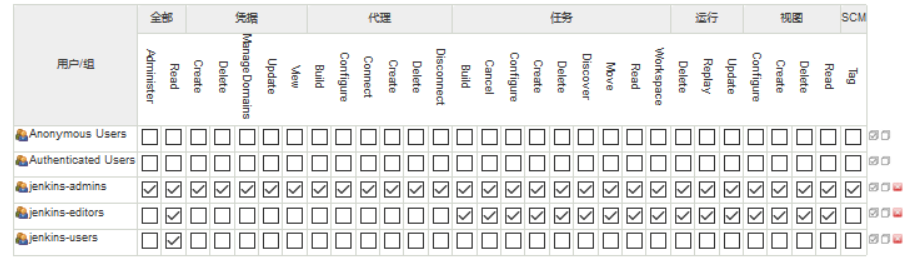 用户/组 全部 凭据 代理 任务 运行 视图 SCM
Administer Read Create Delete Manage Domains Update View Build Configure Connect Create Delete Disconnect Build Cancel Configure Create Delete Discover Move Read Workspace Delete Replay Update Configure Create Delete Read Tag
Anonymous Users
Authenticated Users
jenkins-admins
jenkins-editors
jenkins-users